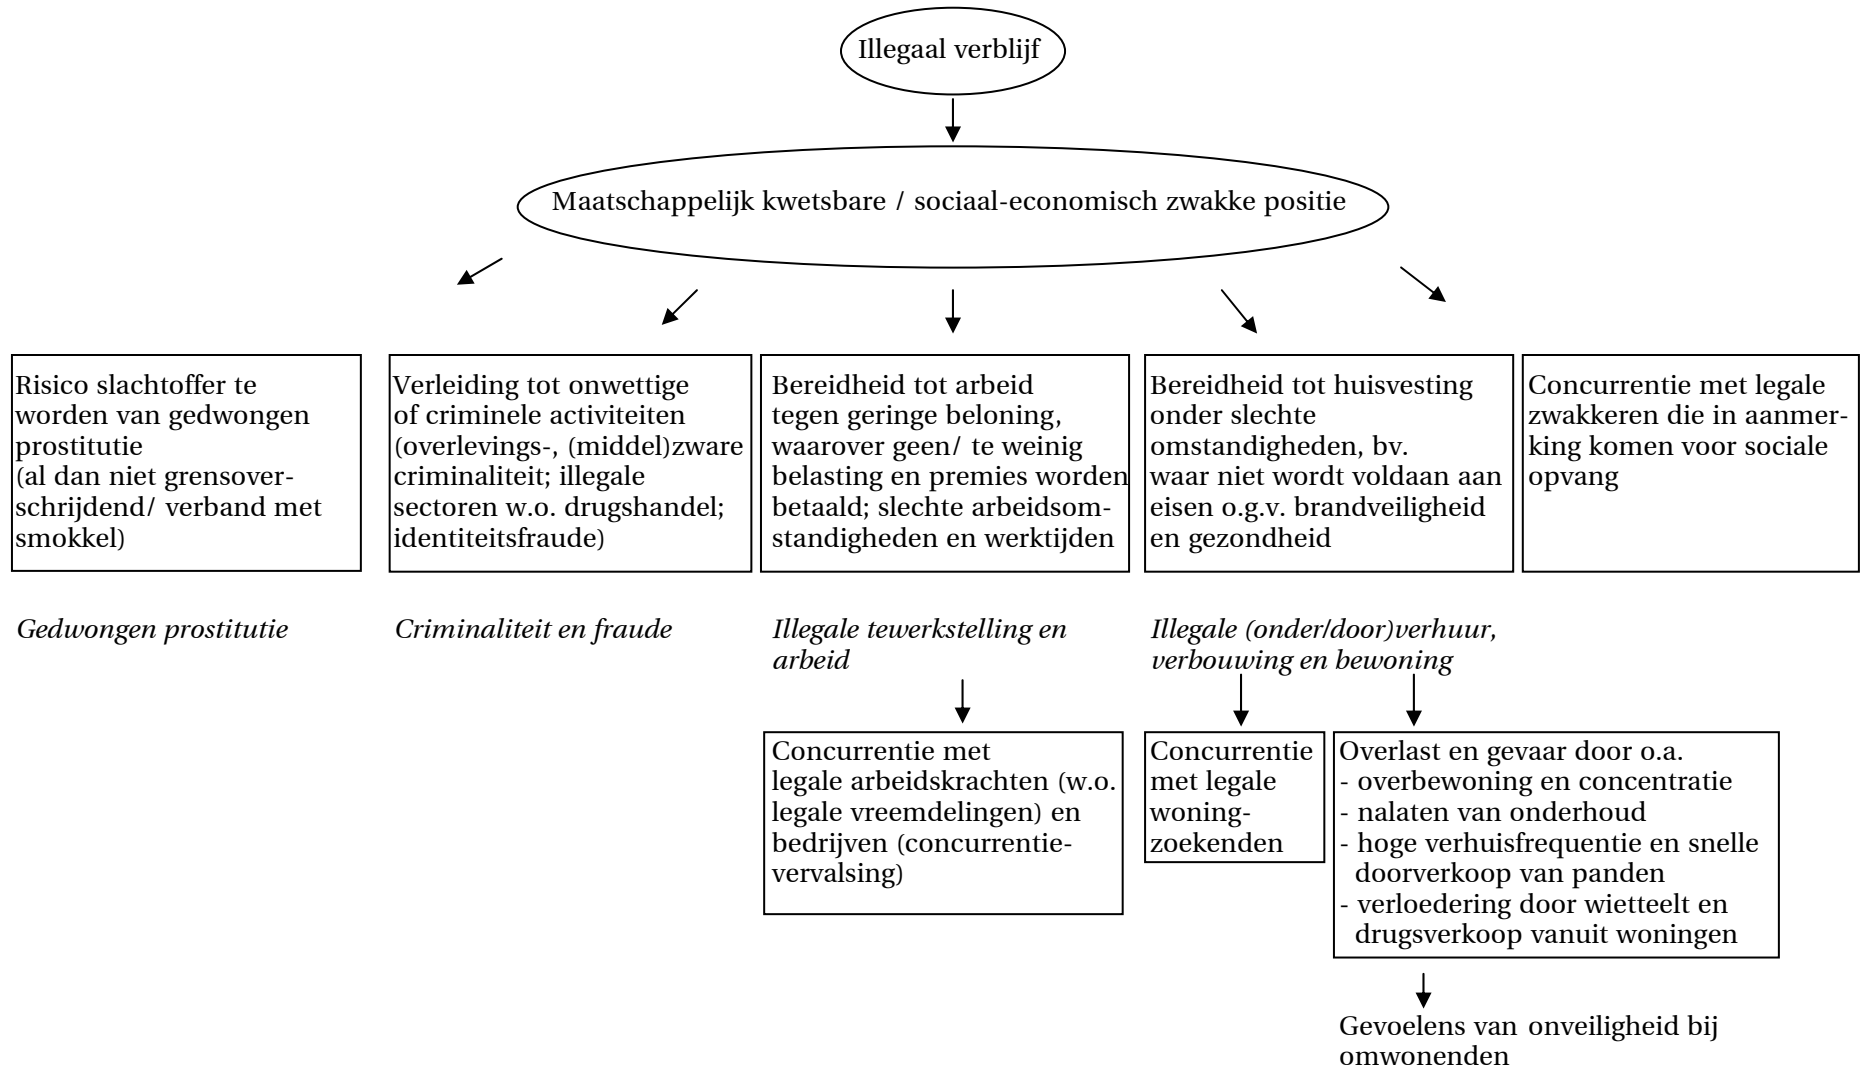 Illegaal verblijf
Maatschappelijk kwetsbare / sociaal-economisch zwakke positie
Risico slachtoffer te
worden van gedwongen
prostitutie
(al dan niet grensover-
schrijdend/ verband met
smokkel)
Verleiding tot onwettige
of criminele activiteiten
(overlevings-, (middel)zware
criminaliteit; illegale
sectoren w.o. drugshandel;
identiteitsfraude)
Bereidheid tot arbeid
tegen geringe beloning,
waarover geen/ te weinig
belasting en premies worden
betaald; slechte arbeidsom-
standigheden en werktijden
Bereidheid tot huisvesting
onder slechte
omstandigheden, bv.
waar niet wordt voldaan aan
eisen o.g.v. brandveiligheid
en gezondheid
Concurrentie met legale
zwakkeren die in aanmer-
king komen voor sociale
opvang
Gedwongen prostitutie
Criminaliteit en fraude
Illegale tewerkstelling en
arbeid
Illegale (onder/door)verhuur,
verbouwing en bewoning
Concurrentie met
legale arbeidskrachten (w.o.
legale vreemdelingen) en
bedrijven (concurrentie-
vervalsing)
Concurrentie
met legale
woning-
zoekenden
Overlast en gevaar door o.a.
- overbewoning en concentratie
- nalaten van onderhoud
- hoge verhuisfrequentie en snelle
doorverkoop van panden
- verloedering door wietteelt en
drugsverkoop vanuit woningen
Gevoelens van onveiligheid bij
omwonenden